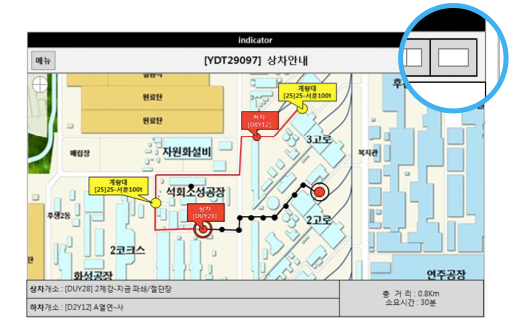 indicator
메뉴
[YDT29097] 상차안내
원료탄
원료탄
계량대
[25]25-서문100t
하차
[D8Y12]
3고로
매립장
자원화설비
복지관
계량대
[25]25-서문100t
석회소성공장
상차
[DUY28]
후생2동
2고로
2코크스
화성공장
연주공장
상차개소 : [DUY28] 2제강-지금 파쇄/절단장
하차개소 : [D2Y12] A열연-사
총 거 리 : 0.8Km
소요시간 : 30분